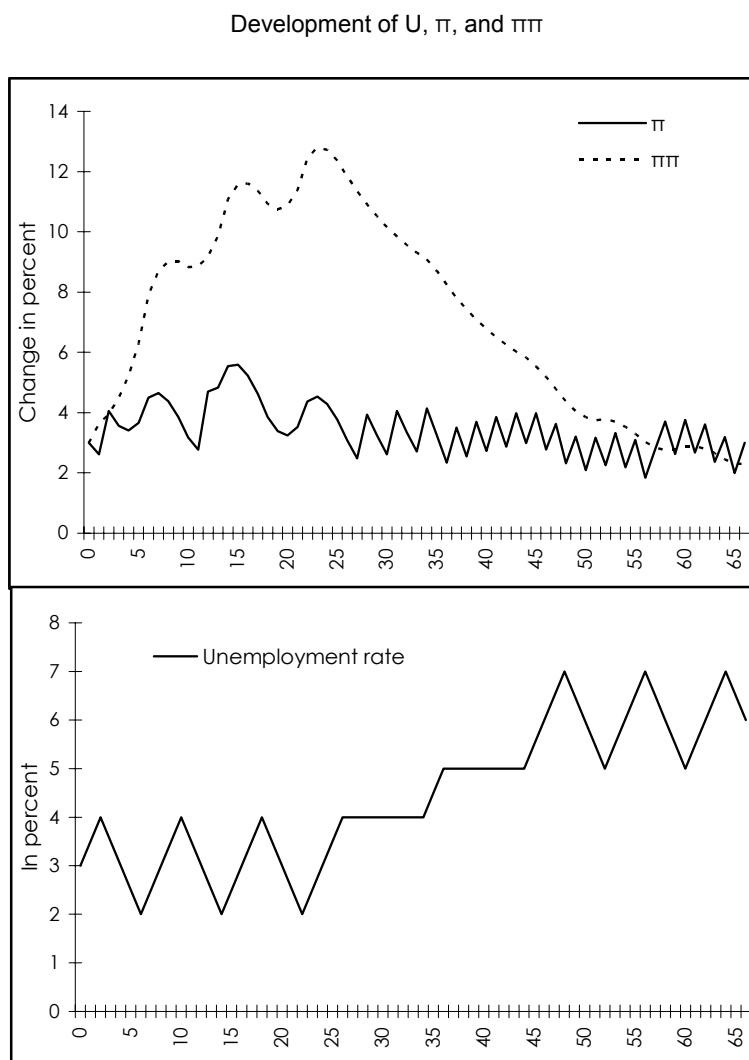 Development of U, π, and ππ
14
12
10
8
6
4
2
0
Change in percent
π
ππ
0 5 10 15 20 25 30 35 40 45 50 55 60 65
8
7
6
5
4
3
2
1
0
In percent
Unemployment rate
0 5 10 15 20 25 30 35 40 45 50 55 60 65